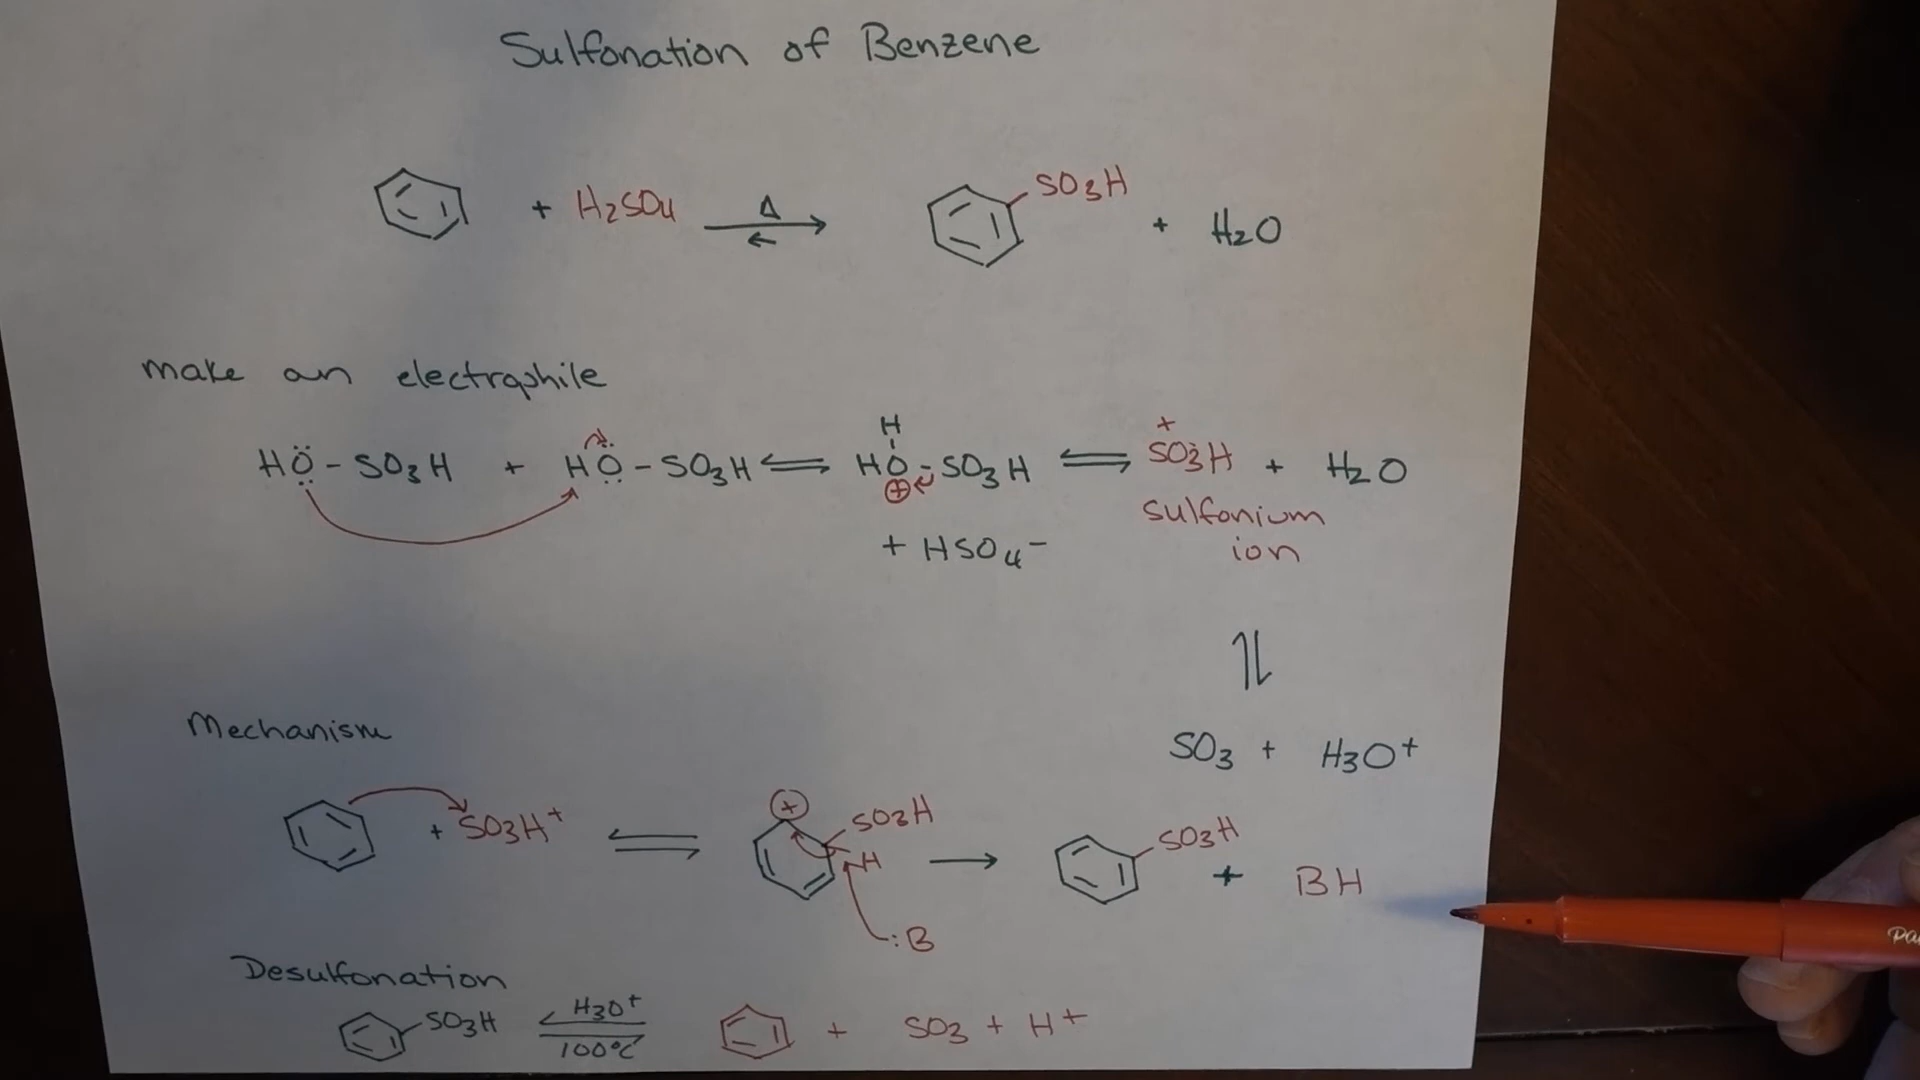 Sulfonation of Benzene
+ H₂SO₄ Δ SO₃H + H₂O
make an electrophile
HÖ - SO₃H + HÖ - SO₃H ⇌ HO - SO₃H ⇌ SO₃H + H₂O
H
⊕
+
+ HSO₄⁻
sulfonium
ion
⇌
SO₃ + H₃O⁺
Mechanism
+ SO₃H⁺ ⇌ ⊕ SO₃H H → SO₃H + BH
:B
Desulfonation
SO₃H H₃O⁺ 100°C + SO₃ + H⁺